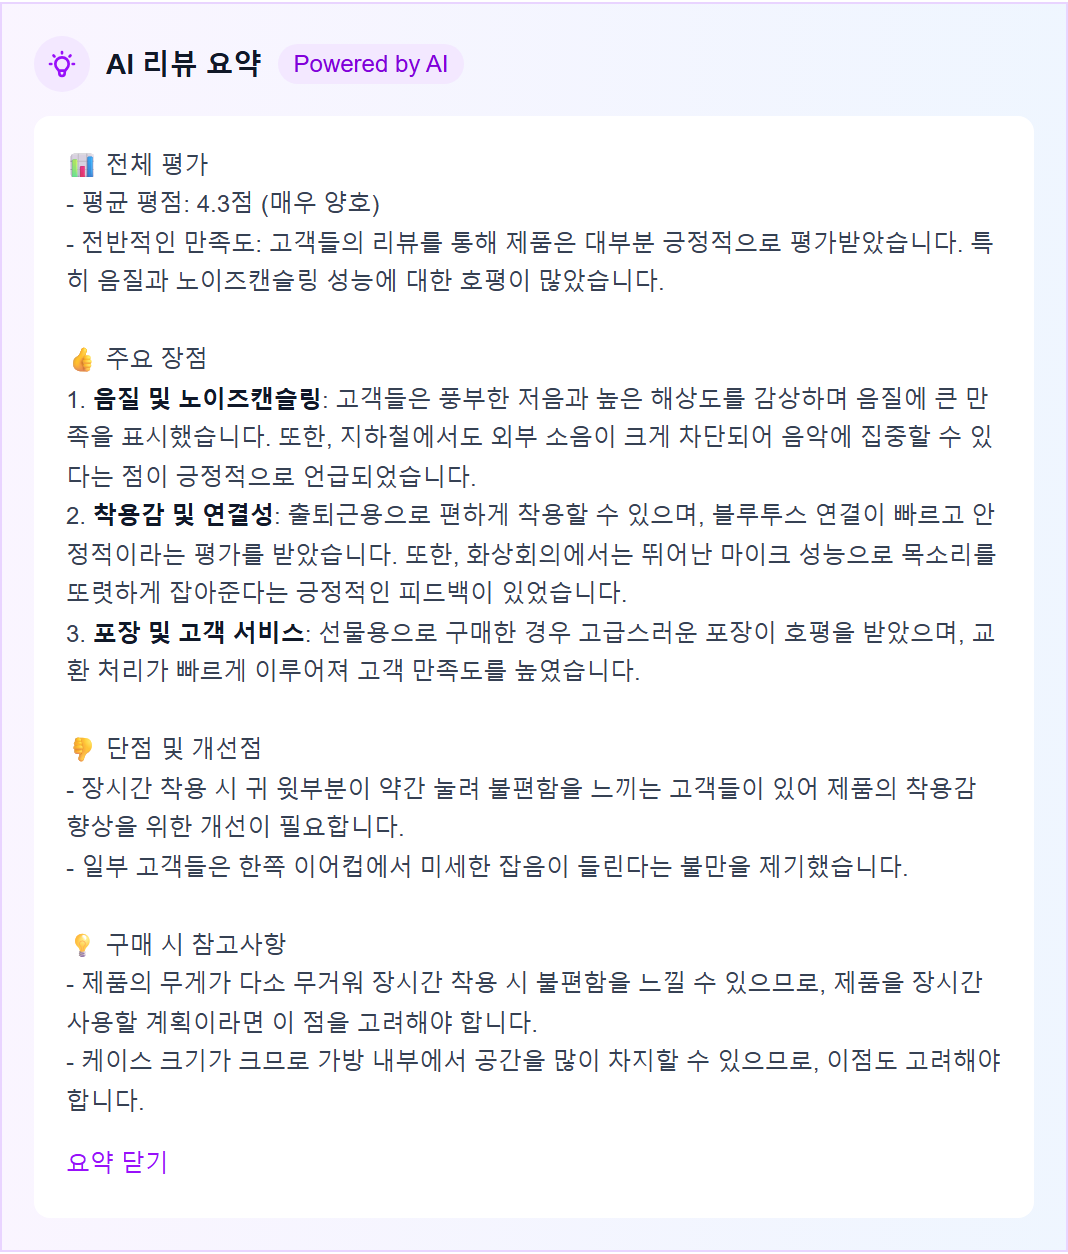 AI 리뷰 요약 Powered by AI
📊 전체 평가
- 평균 평점: 4.3점 (매우 양호)
- 전반적인 만족도: 고객들의 리뷰를 통해 제품은 대부분 긍정적으로 평가받았습니다. 특
히 음질과 노이즈캔슬링 성능에 대한 호평이 많았습니다.
👍 주요 장점
1. 음질 및 노이즈캔슬링: 고객들은 풍부한 저음과 높은 해상도를 감상하며 음질에 큰 만
족을 표시했습니다. 또한, 지하철에서도 외부 소음이 크게 차단되어 음악에 집중할 수 있
다는 점이 긍정적으로 언급되었습니다.
2. 착용감 및 연결성: 출퇴근용으로 편하게 착용할 수 있으며, 블루투스 연결이 빠르고 안
정적이라는 평가를 받았습니다. 또한, 화상회의에서는 뛰어난 마이크 성능으로 목소리를
또렷하게 잡아준다는 긍정적인 피드백이 있었습니다.
3. 포장 및 고객 서비스: 선물용으로 구매한 경우 고급스러운 포장이 호평을 받았으며, 교
환 처리가 빠르게 이루어져 고객 만족도를 높였습니다.
👎 단점 및 개선점
- 장시간 착용 시 귀 윗부분이 약간 눌려 불편함을 느끼는 고객들이 있어 제품의 착용감
향상을 위한 개선이 필요합니다.
- 일부 고객들은 한쪽 이어컵에서 미세한 잡음이 들린다는 불만을 제기했습니다.
💡 구매 시 참고사항
- 제품의 무게가 다소 무거워 장시간 착용 시 불편함을 느낄 수 있으므로, 제품을 장시간
사용할 계획이라면 이 점을 고려해야 합니다.
- 케이스 크기가 크므로 가방 내부에서 공간을 많이 차지할 수 있으므로, 이점도 고려해야
합니다.
요약 닫기